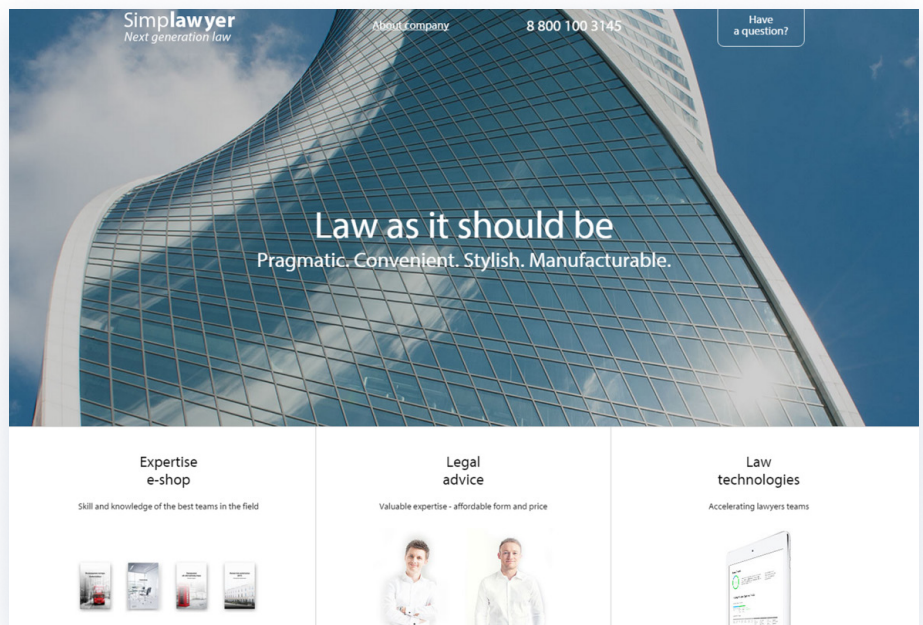 Simplawyer
Next generation law
About company
8 800 100 3145
Have
a question?
Law as it should be
Pragmatic. Convenient. Stylish. Manufacturable.
Expertise
e-shop
Skill and knowledge of the best teams in the field
Legal
advice
Valuable expertise - affordable form and price
Law
technologies
Accelerating lawyers teams